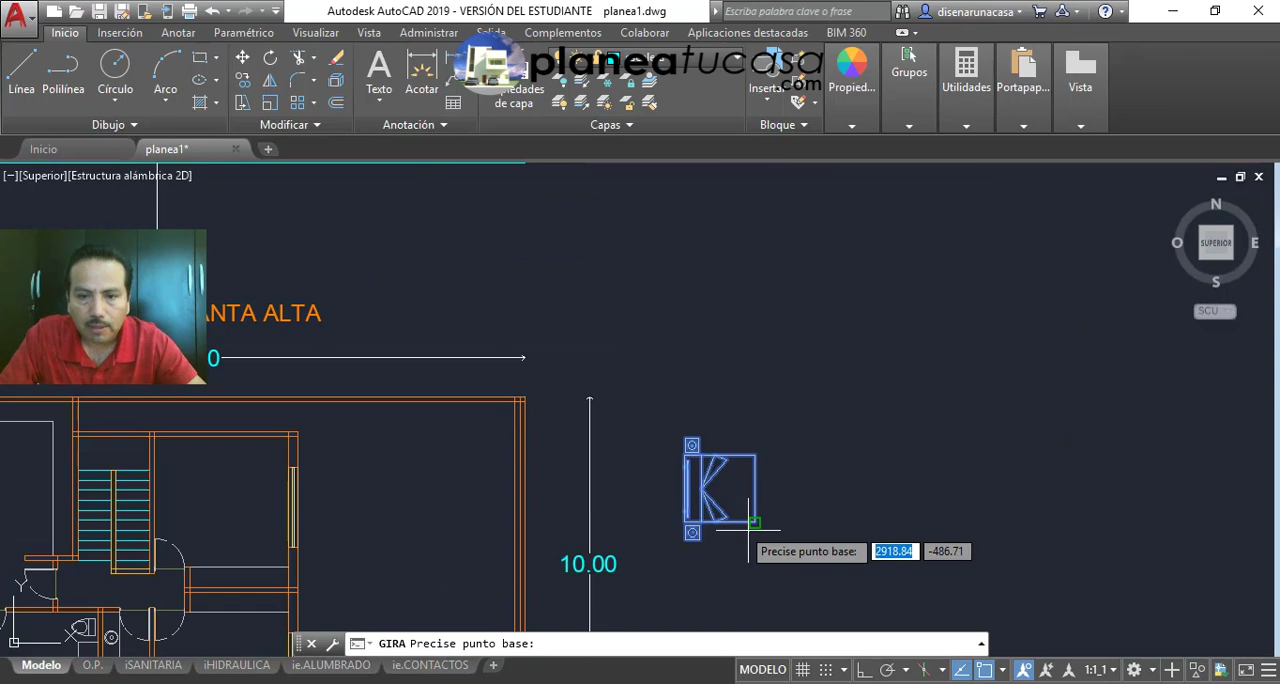 Autodesk AutoCAD 2019 - VERSIÓN DEL ESTUDIANTE planea1.dwg
Escriba palabra clave o frase
disenarunacasa
Inicio Inserción Anotar Paramétrico Visualizar Vista Administrar Salida Complementos Colaborar Aplicaciones destacadas BIM 360
planeatucasa
.com
Línea Polilínea Círculo Arco
Texto Acotar
de capa
Insertar
Propied...
Grupos
Utilidades
Portapap...
Vista
Dibujo Modificar Anotación Capas Bloque
Inicio planea1*
[−][Superior][Estructura alámbrica 2D]
N
O SUPERIOR E
S
SCU
ANTA ALTA
0
10.00
Precise punto base: 2918.84 -486.71
Y
X
GIRA Precise punto base:
Modelo O.P. iSANITARIA iHIDRAULICA ie.ALUMBRADO ie.CONTACTOS
MODELO 1:1_1